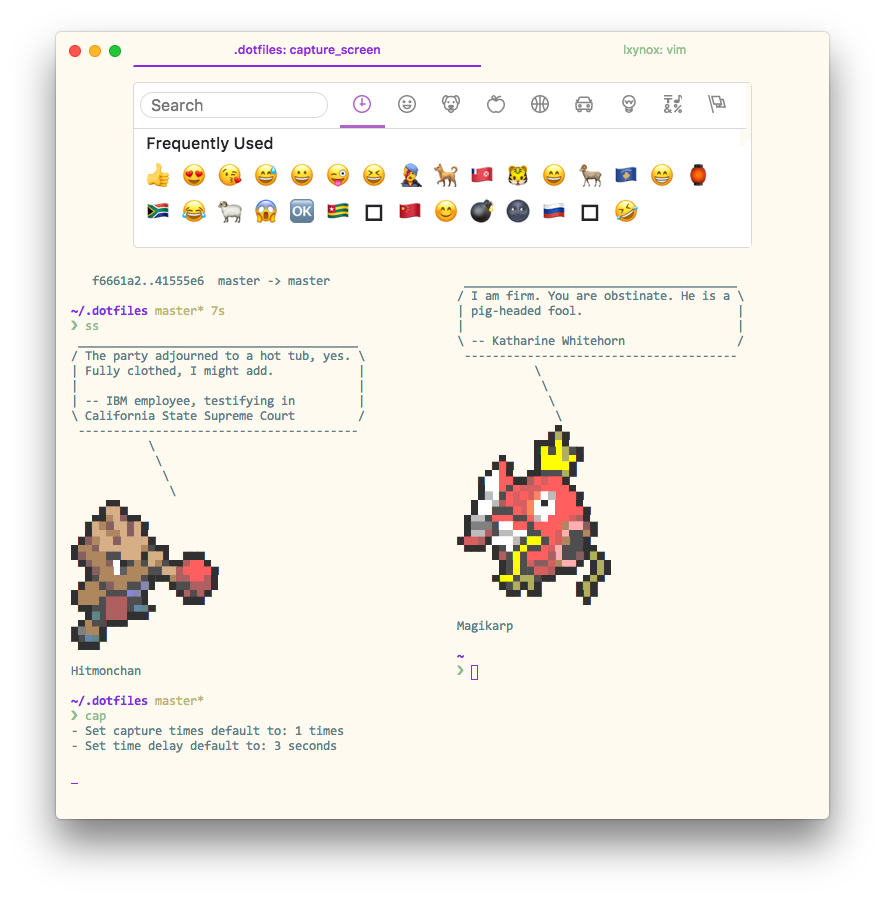 .dotfiles: capture_screen
lxynox: vim
Search
Frequently Used
f6661a2..41555e6  master -> master
~/.dotfiles master* 7s
❯ ss
The party adjourned to a hot tub, yes.
Fully clothed, I might add.
-- IBM employee, testifying in
California State Supreme Court
Hitmonchan
~/.dotfiles master*
❯ cap
- Set capture times default to: 1 times
- Set time delay default to: 3 seconds
_
I am firm. You are obstinate. He is a
pig-headed fool.
-- Katharine Whitehorn
Magikarp
~
❯